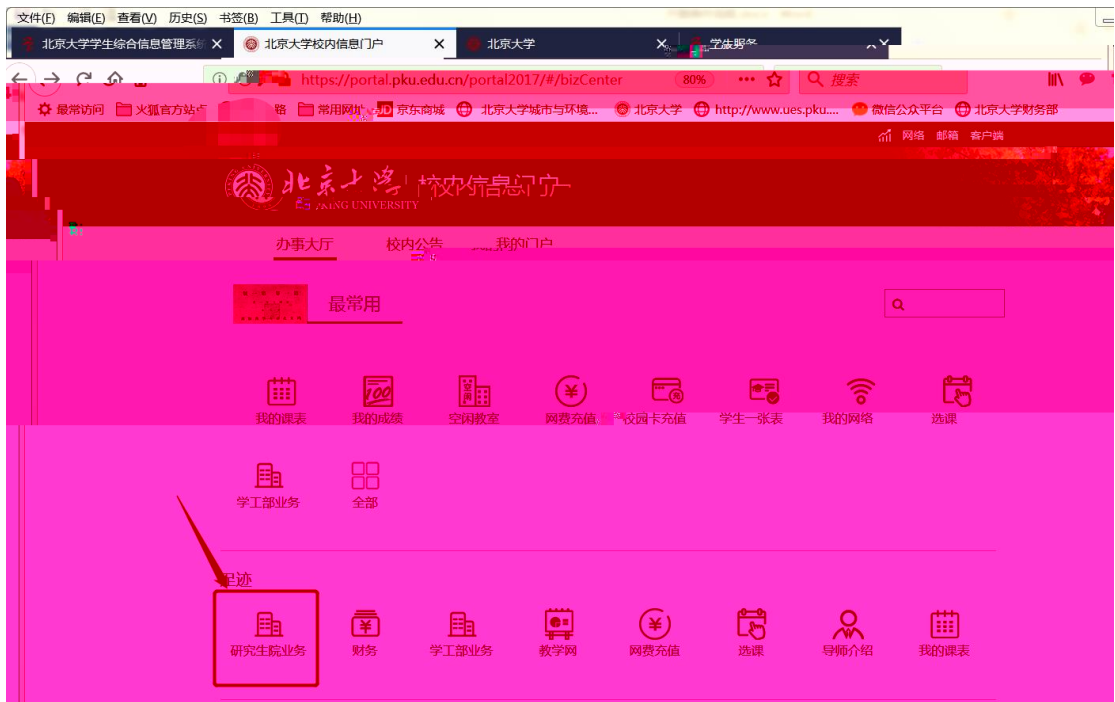 文件(F) 编辑(E) 查看(V) 历史(S) 书签(B) 工具(T) 帮助(H)
北京大学学生综合信息管理系统 北京大学校内信息门户 北京大学
https://portal.pku.edu.cn/portal2017/#/bizCenter 80% 搜索
最常访问 火狐官方站点 常用网址 JD 京东商城 北京大学城市与环境... 北京大学 http://www.ues.pku.... 微信公众平台 北京大学财务部
网络 邮箱 客户端
北京大学 校内信息门户
UNIVERSITY
办事大厅 校内公告 我的门户
最常用
我的课表 我的成绩 空闲教室 网费充值 校园卡充值 学生一张表 我的网络 选课
学工部业务 全部
足迹
研究生院业务 财务 学工部业务 教学网 网费充值 选课 导师介绍 我的课表